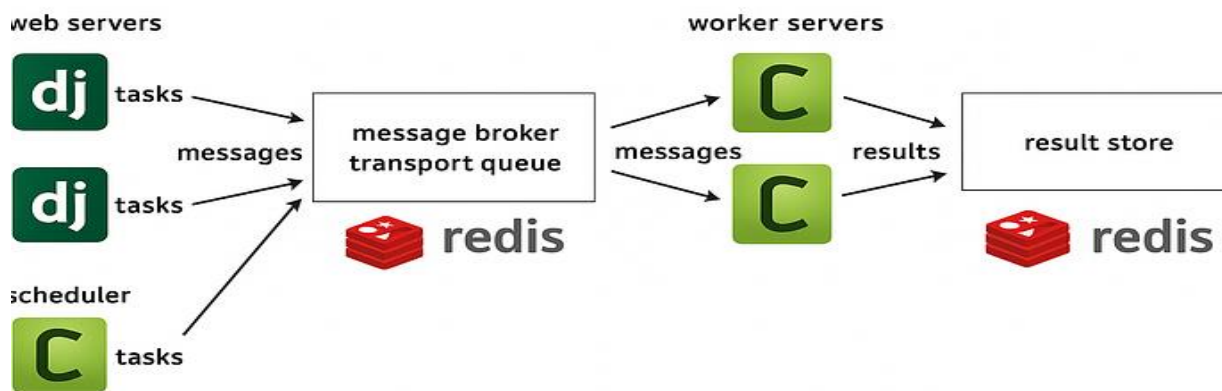 web servers
worker servers
dj tasks
C
messages
message broker
transport queue
messages
results
result store
dj tasks
C
redis
redis
scheduler
C tasks